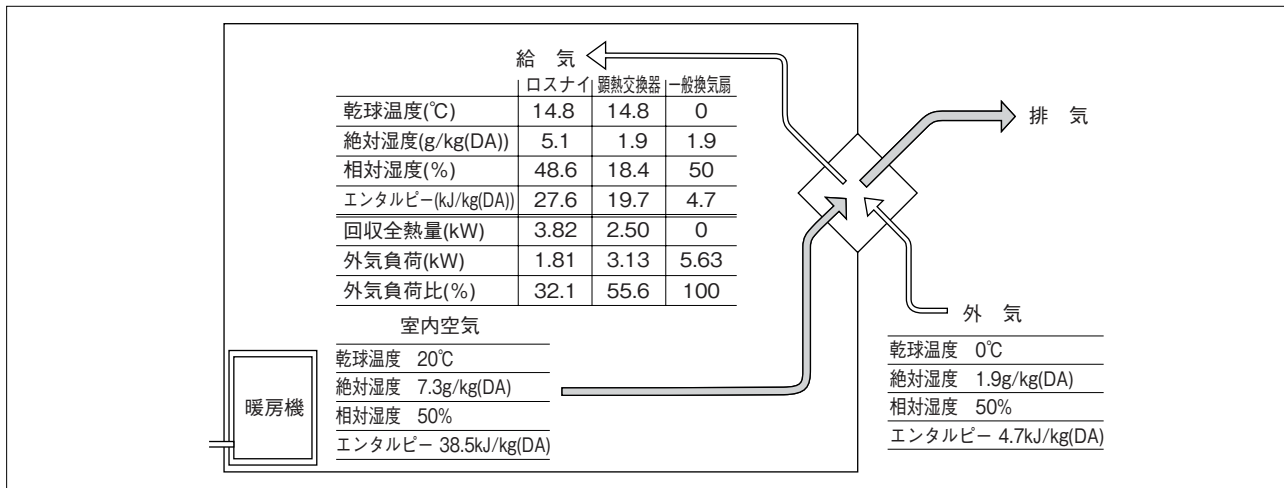 給 気
ロスナイ 顕熱交換器 一般換気扇
乾球温度(℃) 14.8 14.8 0
絶対湿度(g/kg(DA)) 5.1 1.9 1.9
相対湿度(%) 48.6 18.4 50
エンタルピー(kJ/kg(DA)) 27.6 19.7 4.7
回収全熱量(kW) 3.82 2.50 0
外気負荷(kW) 1.81 3.13 5.63
外気負荷比(%) 32.1 55.6 100
排 気
室内空気
乾球温度 20℃
絶対湿度 7.3g/kg(DA)
相対湿度 50%
エンタルピー 38.5kJ/kg(DA)
暖房機
外 気
乾球温度 0℃
絶対湿度 1.9g/kg(DA)
相対湿度 50%
エンタルピー 4.7kJ/kg(DA)